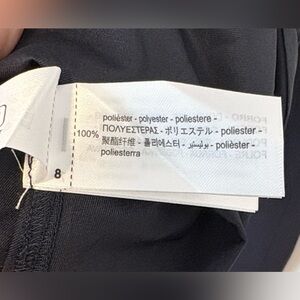 poliéster - polyester - poliestere -
ΠΟΛΥΕΣΤΕΡΑΣ - ポリエステル - poliester -
100%
聚酯纤维 - 폴리에스터 - بوليستير - polièster -
poliesterra
8